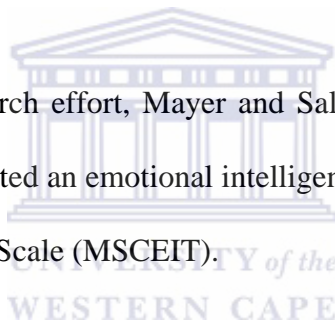 rch effort, Mayer and Sal
ted an emotional intelligen
Scale (MSCEIT).
UNIVERSITY of the
WESTERN CAPE